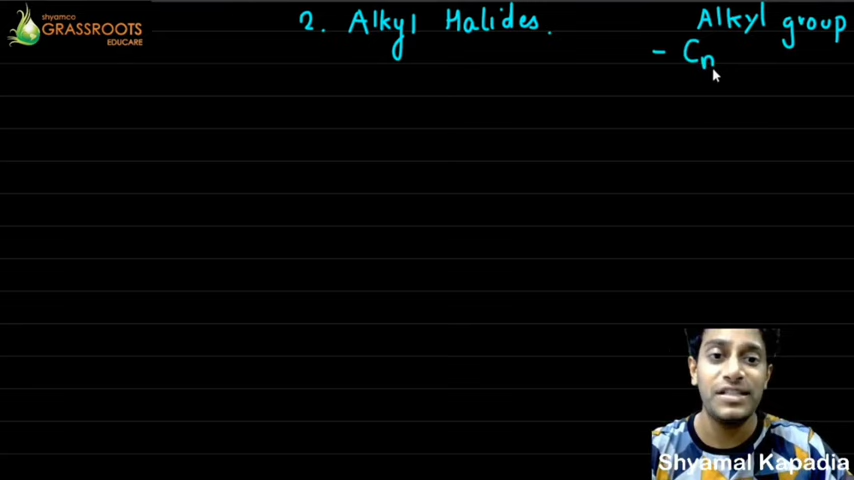 shyamco
GRASSROOTS
EDUCARE
2. Alkyl Halides.
Alkyl group
- Cn
Shyamal Kapadia